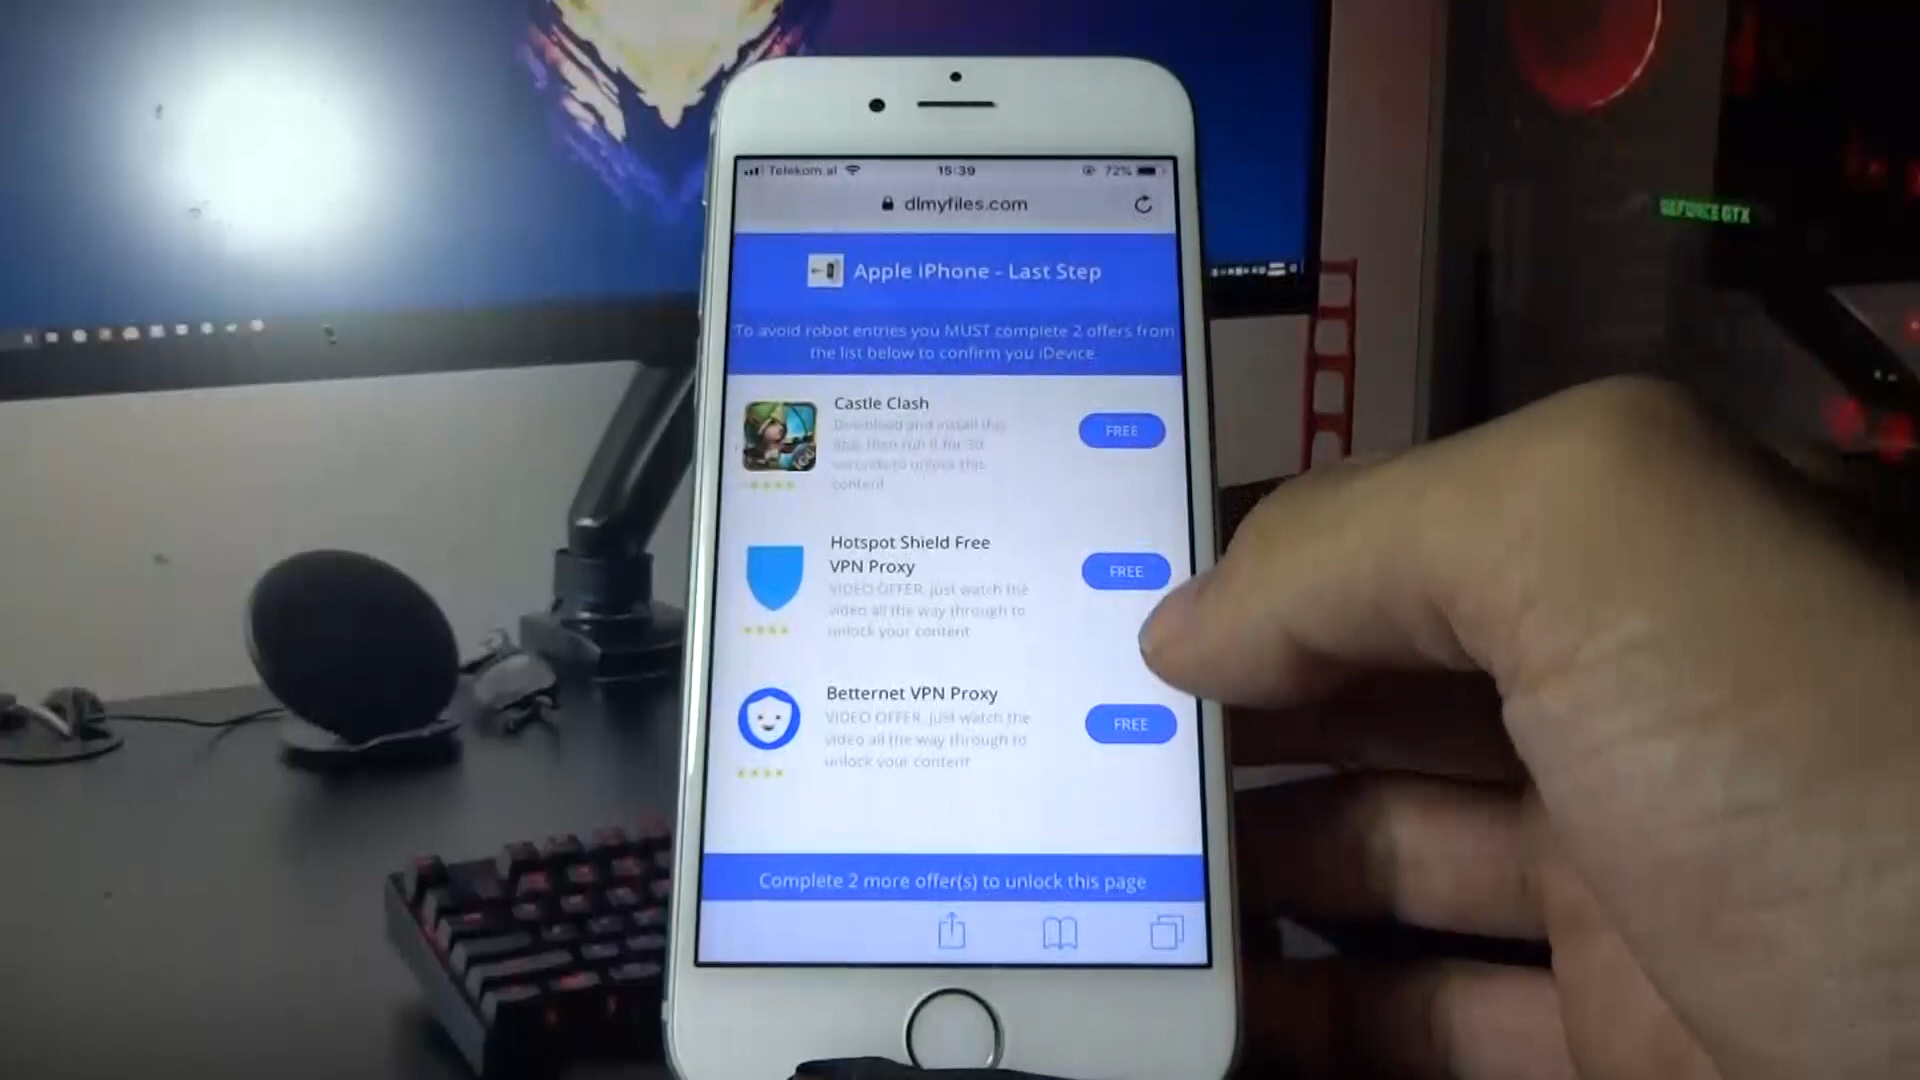 Telekom.al 15:39 72%
dlmyfiles.com
Apple iPhone - Last Step
To avoid robot entries you MUST complete 2 offers from
the list below to confirm you iDevice
Castle Clash
Download and install this
app then run it for 30
seconds to unlock this
content
FREE
Hotspot Shield Free
VPN Proxy
VIDEO OFFER, just watch the
video all the way through to
unlock your content
FREE
Betternet VPN Proxy
VIDEO OFFER, just watch the
video all the way through to
unlock your content
FREE
Complete 2 more offer(s) to unlock this page
GEFORCE GTX